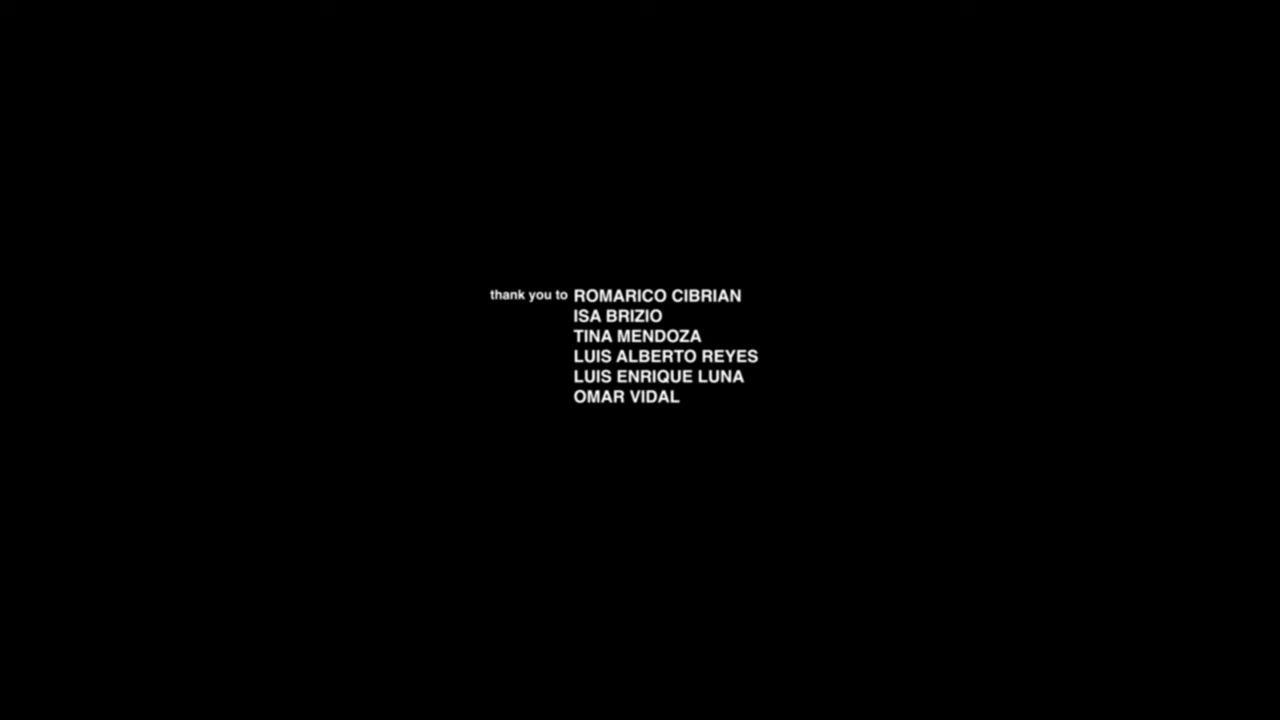 thank you to ROMARICO CIBRIAN
ISA BRIZIO
TINA MENDOZA
LUIS ALBERTO REYES
LUIS ENRIQUE LUNA
OMAR VIDAL